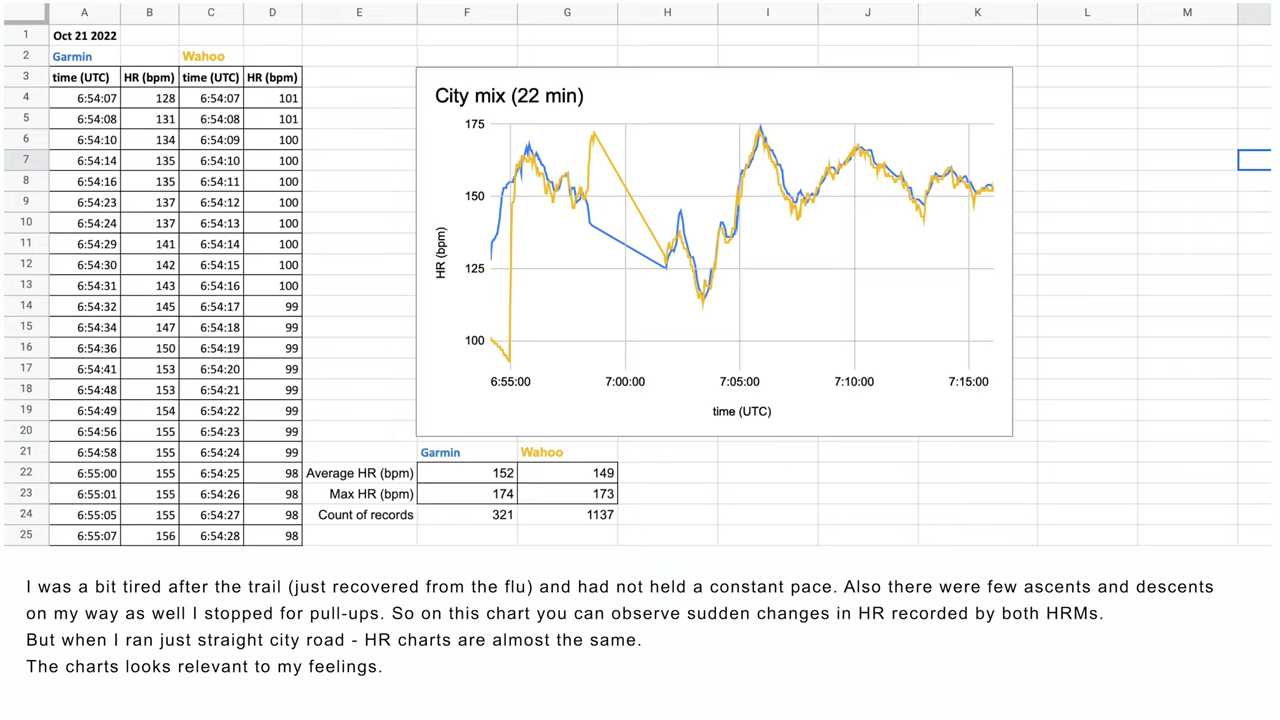 A B C D E F G H I J K L M
1 Oct 21 2022
2 Garmin Wahoo
3 time (UTC) HR (bpm) time (UTC) HR (bpm)
4 6:54:07 128 6:54:07 101
5 6:54:08 131 6:54:08 101
6 6:54:10 134 6:54:09 100
7 6:54:14 135 6:54:10 100
8 6:54:16 135 6:54:11 100
9 6:54:23 137 6:54:12 100
10 6:54:24 137 6:54:13 100
11 6:54:29 141 6:54:14 100
12 6:54:30 142 6:54:15 100
13 6:54:31 143 6:54:16 100
14 6:54:32 145 6:54:17 99
15 6:54:34 147 6:54:18 99
16 6:54:36 150 6:54:19 99
17 6:54:41 153 6:54:20 99
18 6:54:48 153 6:54:21 99
19 6:54:49 154 6:54:22 99
20 6:54:56 155 6:54:23 99
21 6:54:58 155 6:54:24 99
22 6:55:00 155 6:54:25 98
23 6:55:01 155 6:54:26 98
24 6:55:05 155 6:54:27 98
25 6:55:07 156 6:54:28 98
City mix (22 min)
HR (bpm)
175
150
125
100
6:55:00 7:00:00 7:05:00 7:10:00 7:15:00
time (UTC)
Garmin Wahoo
Average HR (bpm) 152 149
Max HR (bpm) 174 173
Count of records 321 1137
I was a bit tired after the trail (just recovered from the flu) and had not held a constant pace. Also there were few ascents and descents
on my way as well I stopped for pull-ups. So on this chart you can observe sudden changes in HR recorded by both HRMs.
But when I ran just straight city road - HR charts are almost the same.
The charts looks relevant to my feelings.